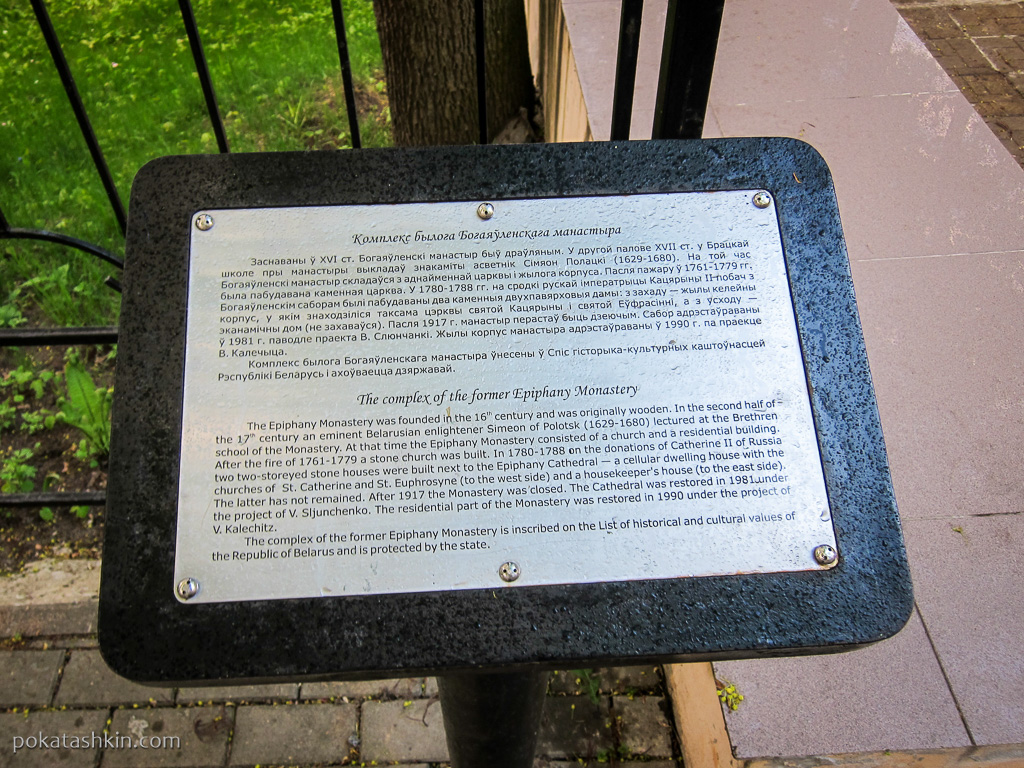 Комплекс былога Богаяўленскага манастыра
Заснаваны ў XVI ст. Богаяўленскі манастыр быў драўляным. У другой палове XVII ст. у Брацкай
школе пры манастыры выкладаў знакаміты асветнік Сімяон Полацкі (1629-1680). На той час
Богаяўленскі манастыр складаўся з аднайменнай царквы і жылога корпуса. Пасля пажару ў 1761-1779 гг.
была пабудавана каменная царква. У 1780-1788 гг. на сродкі рускай імператрыцы Кацярыны II побач з
Богаяўленскім саборам былі пабудаваны два каменныя двухпавярховыя дамы: з захаду — жылы келейны
корпус, у якім знаходзіліся таксама цэрквы святой Кацярыны і святой Еўфрасінні, а з усходу —
эканамічны дом (не захаваўся). Пасля 1917 г. манастыр перастаў быць дзеючым. Сабор адрэстаўраваны
ў 1981 г. паводле праекта В. Слюнчанкі. Жылы корпус манастыра адрэстаўраваны ў 1990 г. па праекце
В. Калечыца.
Комплекс былога Богаяўленскага манастыра ўнесены ў Спіс гісторыка-культурных каштоўнасцей
Рэспублікі Беларусь і ахоўваецца дзяржавай.
The complex of the former Epiphany Monastery
The Epiphany Monastery was founded in the 16th century and was originally wooden. In the second half of
the 17th century an eminent Belarusian enlightener Simeon of Polotsk (1629-1680) lectured at the Brethren
school of the Monastery. At that time the Epiphany Monastery consisted of a church and a residential building.
After the fire of 1761-1779 a stone church was built. In 1780-1788 on the donations of Catherine II of Russia
two two-storeyed stone houses were built next to the Epiphany Cathedral — a cellular dwelling house with the
churches of St. Catherine and St. Euphrosyne (to the west side) and a housekeeper's house (to the east side).
The latter has not remained. After 1917 the Monastery was closed. The Cathedral was restored in 1981 under
the project of V. Sljunchenko. The residential part of the Monastery was restored in 1990 under the project of
V. Kalechitz.
The complex of the former Epiphany Monastery is inscribed on the List of historical and cultural values of
the Republic of Belarus and is protected by the state.
pokatashkin.com